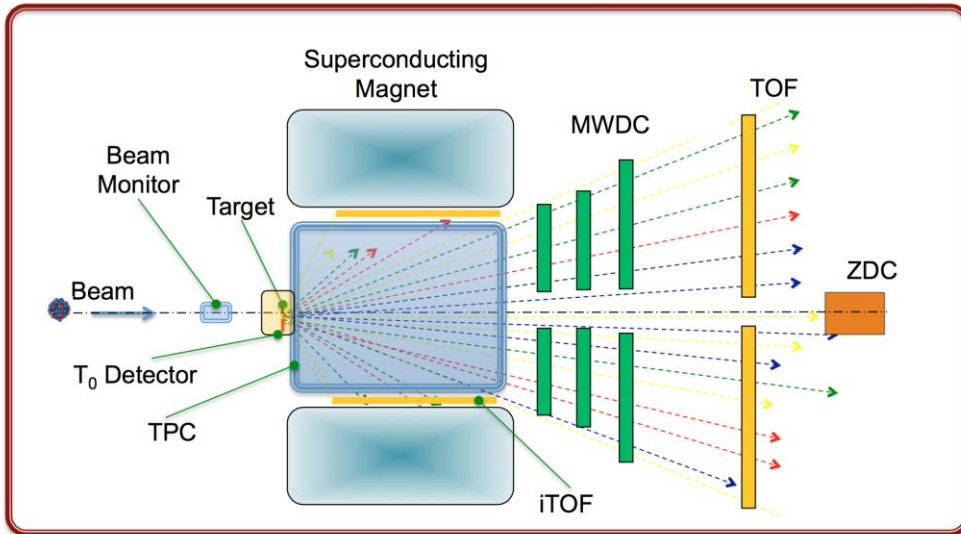 Superconducting
Magnet
TOF
MWDC
Beam
Monitor
Target
ZDC
Beam
T0 Detector
TPC
iTOF